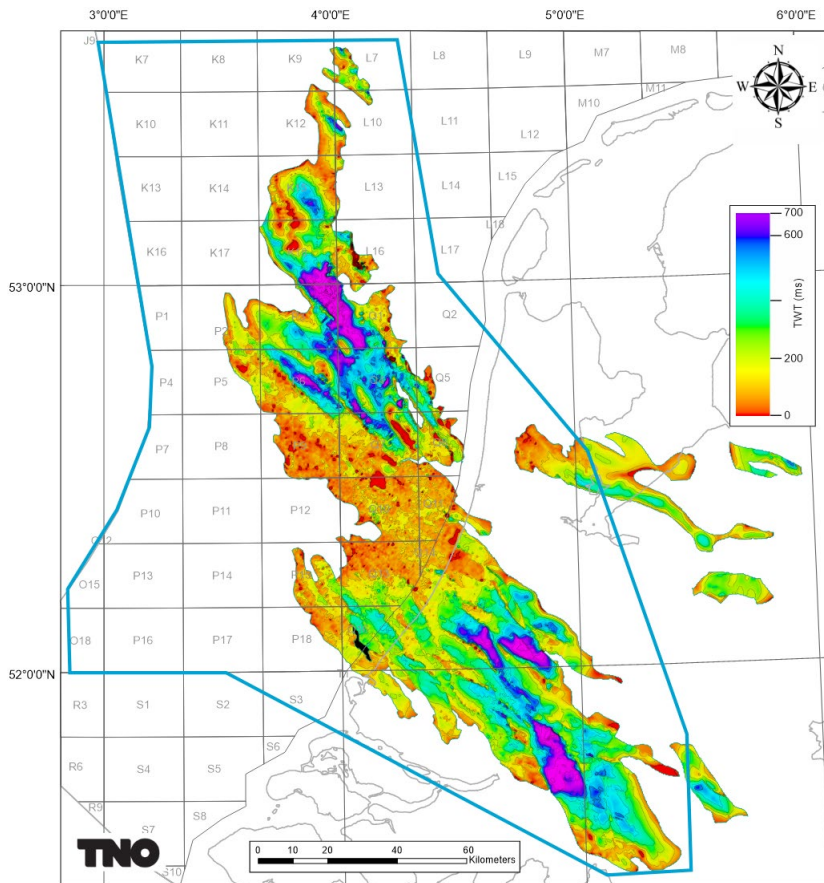 3°0'0"E 4°0'0"E 5°0'0"E 6°0'0"E
J9
K7 K8 K9 L7 L8 L9 M7 M8
N
W E
S
M11
M10
K10 K11 K12 L10 L11
L12
K13 K14 L13 L14 L15
L18
K16 K17 L16 L17
700
600
TWT (ms)
200
0
53°0'0"N
P1 Q2
P4 P5 P6 Q5
P7 P8
P10 P11 P12
O15 P13 P14
O18 P16 P17 P18
52°0'0"N
R3 S1 S2 S3
S6
R6 S4 S5
R9
S8
S7
S10
TNO
0 10 20 40 60
Kilometers